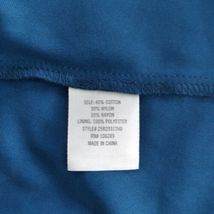 SELF: 40% COTTON
30% NYLON
30% RAYON
LINING: 100% POLYESTER
MADE IN CHINA